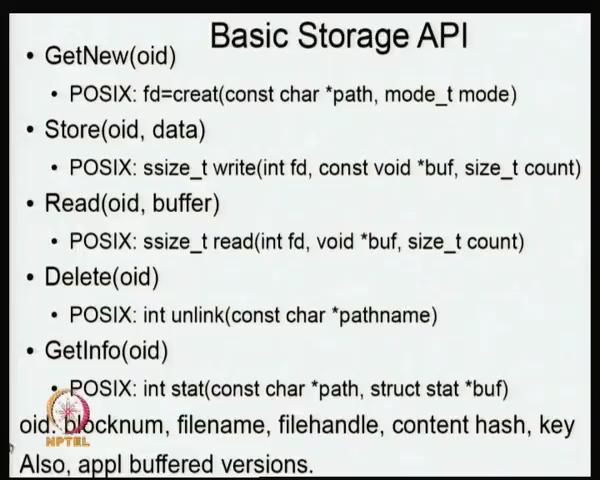 Basic Storage API
• GetNew(oid)
• POSIX: fd=creat(const char *path, mode_t mode)
• Store(oid, data)
• POSIX: ssize_t write(int fd, const void *buf, size_t count)
• Read(oid, buffer)
• POSIX: ssize_t read(int fd, void *buf, size_t count)
• Delete(oid)
• POSIX: int unlink(const char *pathname)
• GetInfo(oid)
• POSIX: int stat(const char *path, struct stat *buf)
oid: blocknum, filename, filehandle, content hash, key
NPTEL
Also, appl buffered versions.